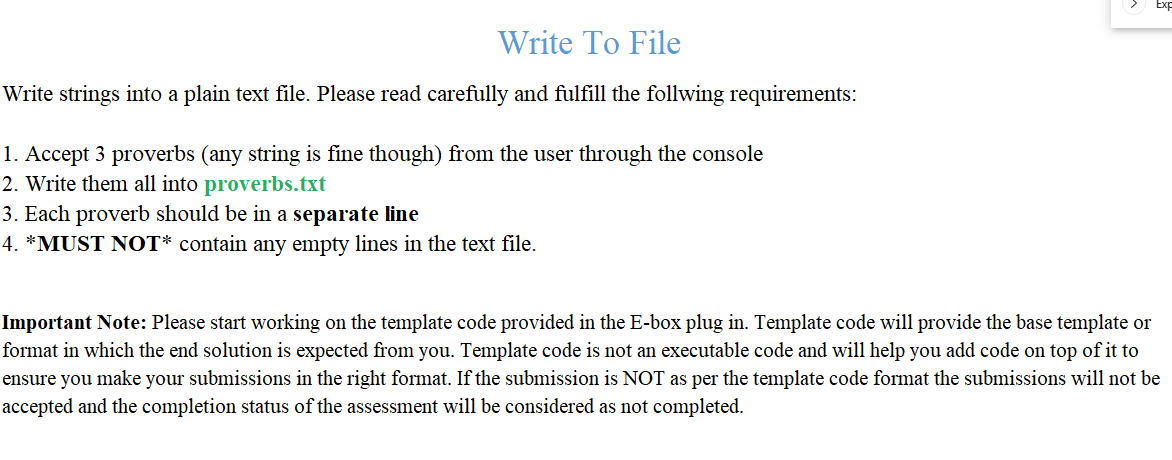 Exp
Write To File
Write strings into a plain text file. Please read carefully and fulfill the follwing requirements:
1. Accept 3 proverbs (any string is fine though) from the user through the console
2. Write them all into proverbs.txt
3. Each proverb should be in a separate line
4. *MUST NOT* contain any empty lines in the text file.
Important Note: Please start working on the template code provided in the E-box plug in. Template code will provide the base template or
format in which the end solution is expected from you. Template code is not an executable code and will help you add code on top of it to
ensure you make your submissions in the right format. If the submission is NOT as per the template code format the submissions will not be
accepted and the completion status of the assessment will be considered as not completed.